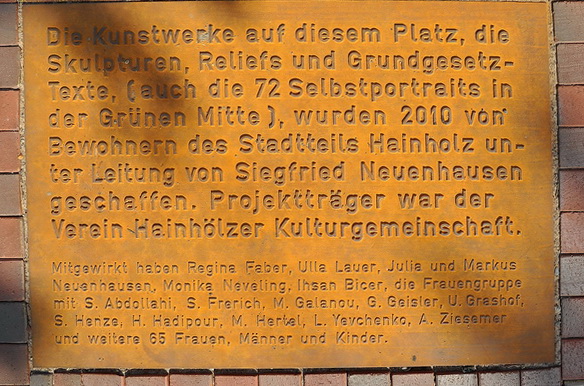 Die Kunstwerke auf diesem Platz, die
Skulpturen, Reliefs und Grundgesetz-
Texte, (auch die 72 Selbstportraits in
der Grünen Mitte), wurden 2010 von
Bewohnern des Stadtteils Hainholz un-
ter Leitung von Siegfried Neuenhausen
geschaffen. Projektträger war der
Verein Hainhölzer Kulturgemeinschaft.
Mitgewirkt haben Regina Faber, Ulla Lauer, Julia und Markus
Neuenhausen, Monika Neveling, Ihsan Bicer, die Frauengruppe
mit S. Abdollahi, S. Frerich, M. Galanou, G. Geisler, U. Grashof,
S. Henze, H. Hadipour, M. Hertel, L. Yevchenko, A. Ziesemer
und weitere 65 Frauen, Männer und Kinder.